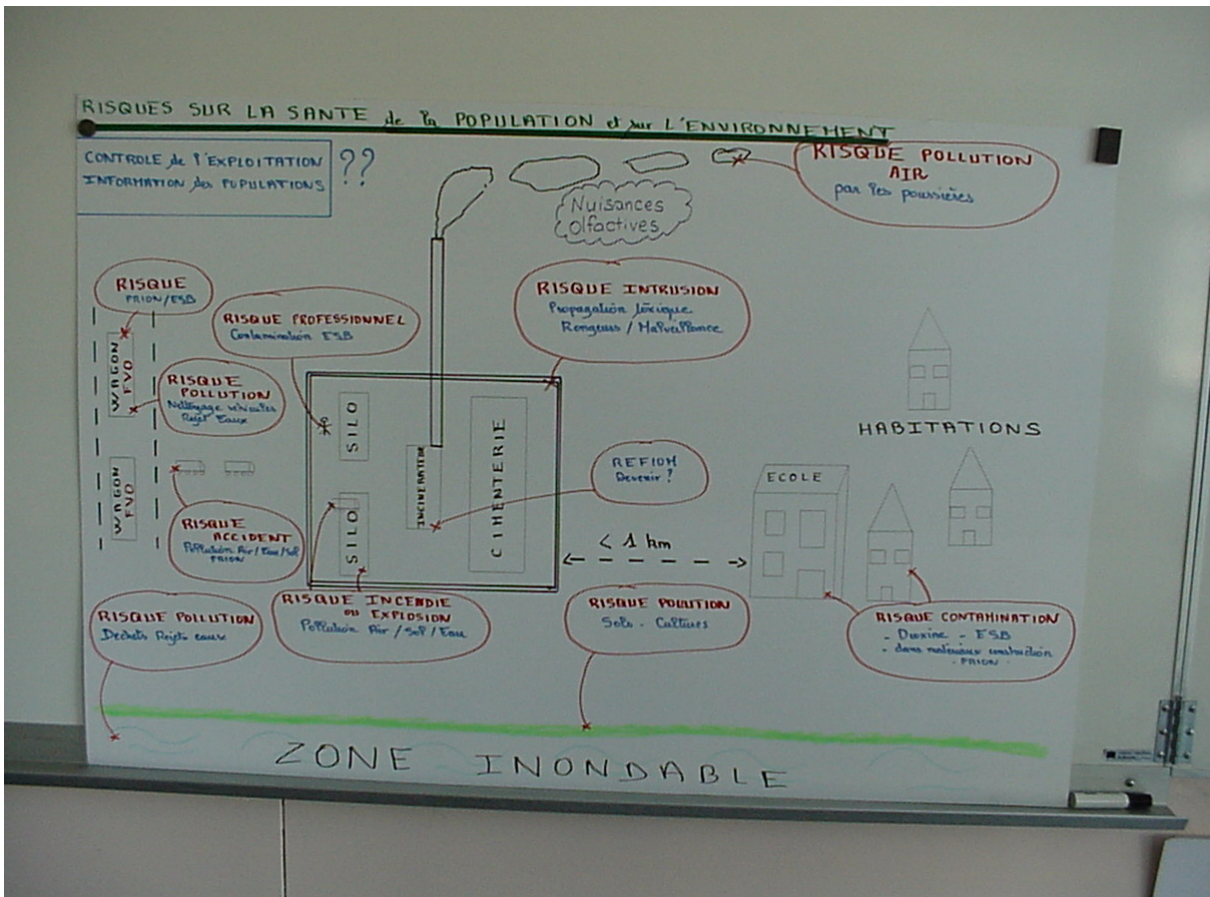 RISQUES SUR LA SANTE de la POPULATION et sur L'ENVIRONNEMENT
CONTROLE de l'EXPLOITATION
INFORMATION des POPULATIONS
??
RISQUE POLLUTION
AIR
par les poussières
Nuisances
Olfactives
RISQUE
PRION/ESB
RISQUE PROFESSIONNEL
Contamination ESB
RISQUE INTRUSION
Propagation toxique
Rongeurs / Malveillance
WAGON
FVO
RISQUE
POLLUTION
Nettoyage véhicules
Rejet Eaux
SILO
INCINERATEUR
CIMENTERIE
REFIOM
Devenir ?
HABITATIONS
ECOLE
WAGON
FVO
RISQUE
ACCIDENT
Pollution Air / Eau / Sol
PRION
SILO
< 1 km
RISQUE POLLUTION
Dechets Rejets eaux
RISQUE INCENDIE
ou EXPLOSION
Pollution Air / Sol / Eau
RISQUE POLLUTION
Sols - Cultures
RISQUE CONTAMINATION
- Dioxine - ESB
- dans matériaux construction
- PRION -
ZONE INONDABLE